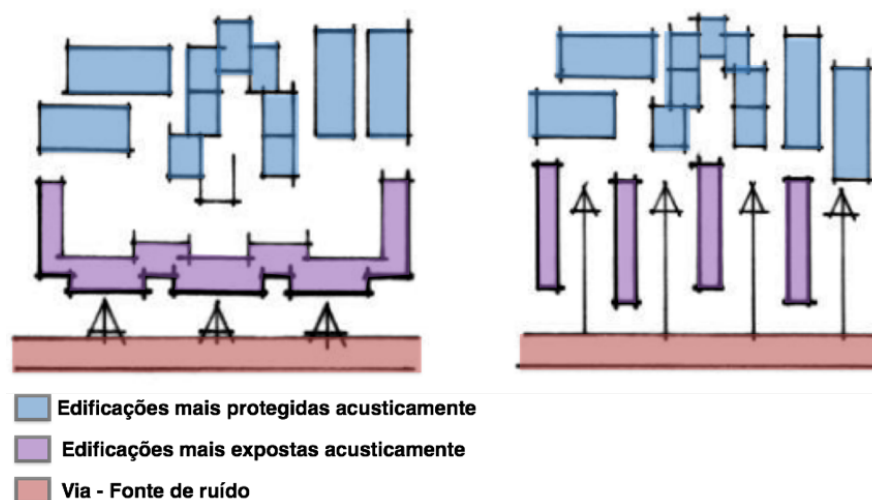 Edificações mais protegidas acusticamente
Edificações mais expostas acusticamente
Via - Fonte de ruído